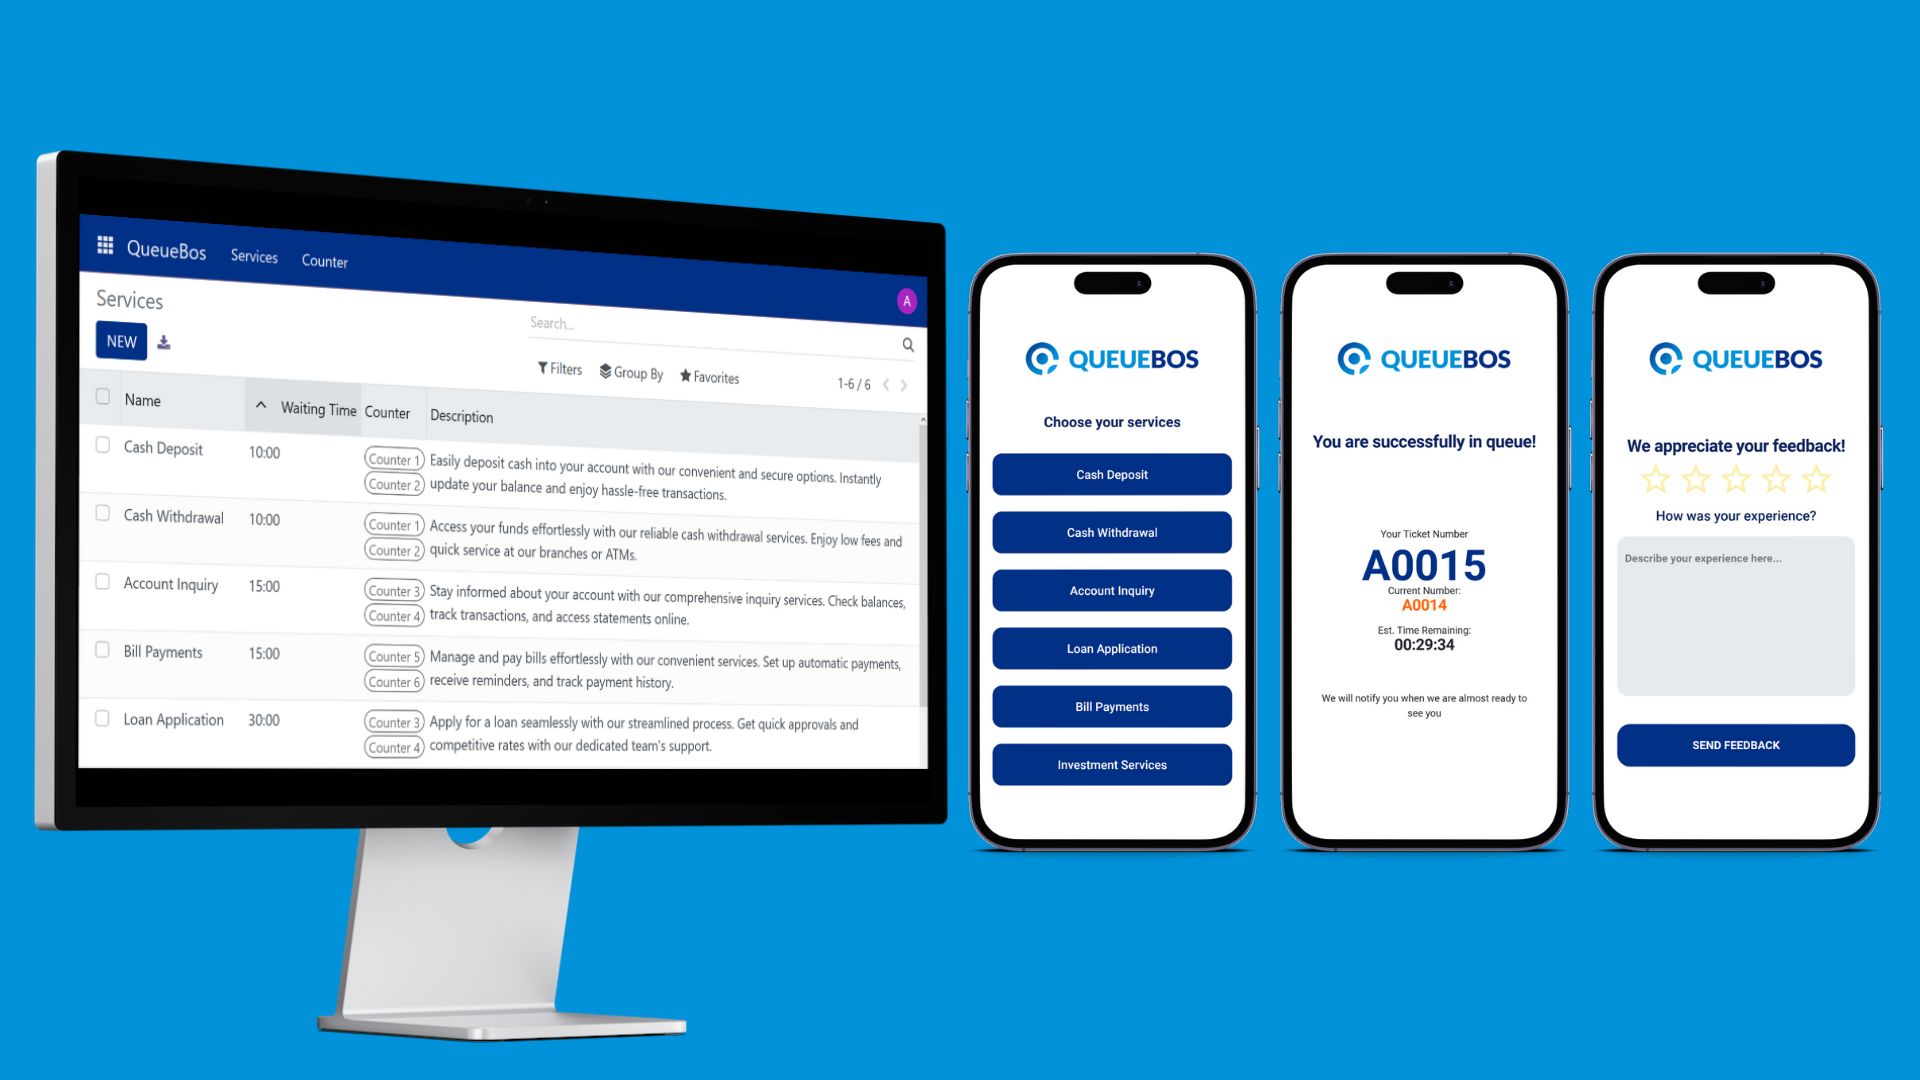 QueueBos Services Counter
A
Services
Search...
NEW
Filters Group By Favorites 1-6 / 6
Name Waiting Time Counter Description
Cash Deposit 10:00 Counter 1 Easily deposit cash into your account with our convenient and secure options. Instantly
Counter 2 update your balance and enjoy hassle-free transactions.
Cash Withdrawal 10:00 Counter 1 Access your funds effortlessly with our reliable cash withdrawal services. Enjoy low fees and
Counter 2 quick service at our branches or ATMs.
Account Inquiry 15:00 Counter 3 Stay informed about your account with our comprehensive inquiry services. Check balances,
Counter 4 track transactions, and access statements online.
Bill Payments 15:00 Counter 5 Manage and pay bills effortlessly with our convenient services. Set up automatic payments,
Counter 6 receive reminders, and track payment history.
Loan Application 30:00 Counter 3 Apply for a loan seamlessly with our streamlined process. Get quick approvals and
Counter 4 competitive rates with our dedicated team's support.
QUEUEBOS
Choose your services
Cash Deposit
Cash Withdrawal
Account Inquiry
Loan Application
Bill Payments
Investment Services
QUEUEBOS
You are successfully in queue!
Your Ticket Number
A0015
Current Number:
A0014
Est. Time Remaining:
00:29:34
We will notify you when we are almost ready to
see you
QUEUEBOS
We appreciate your feedback!
How was your experience?
Describe your experience here...
SEND FEEDBACK